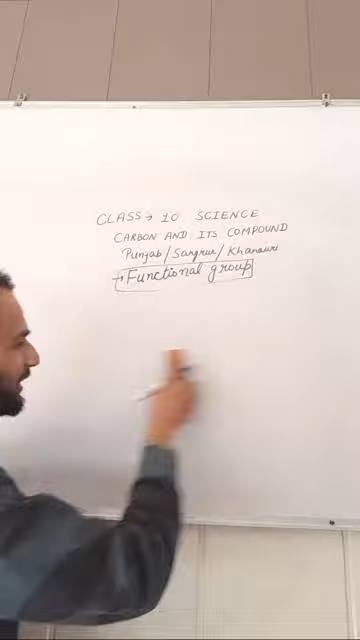 CLASS → 10 SCIENCE
CARBON AND ITS COMPOUND
Punjab/Sangrur/Khanauri
→ Functional group